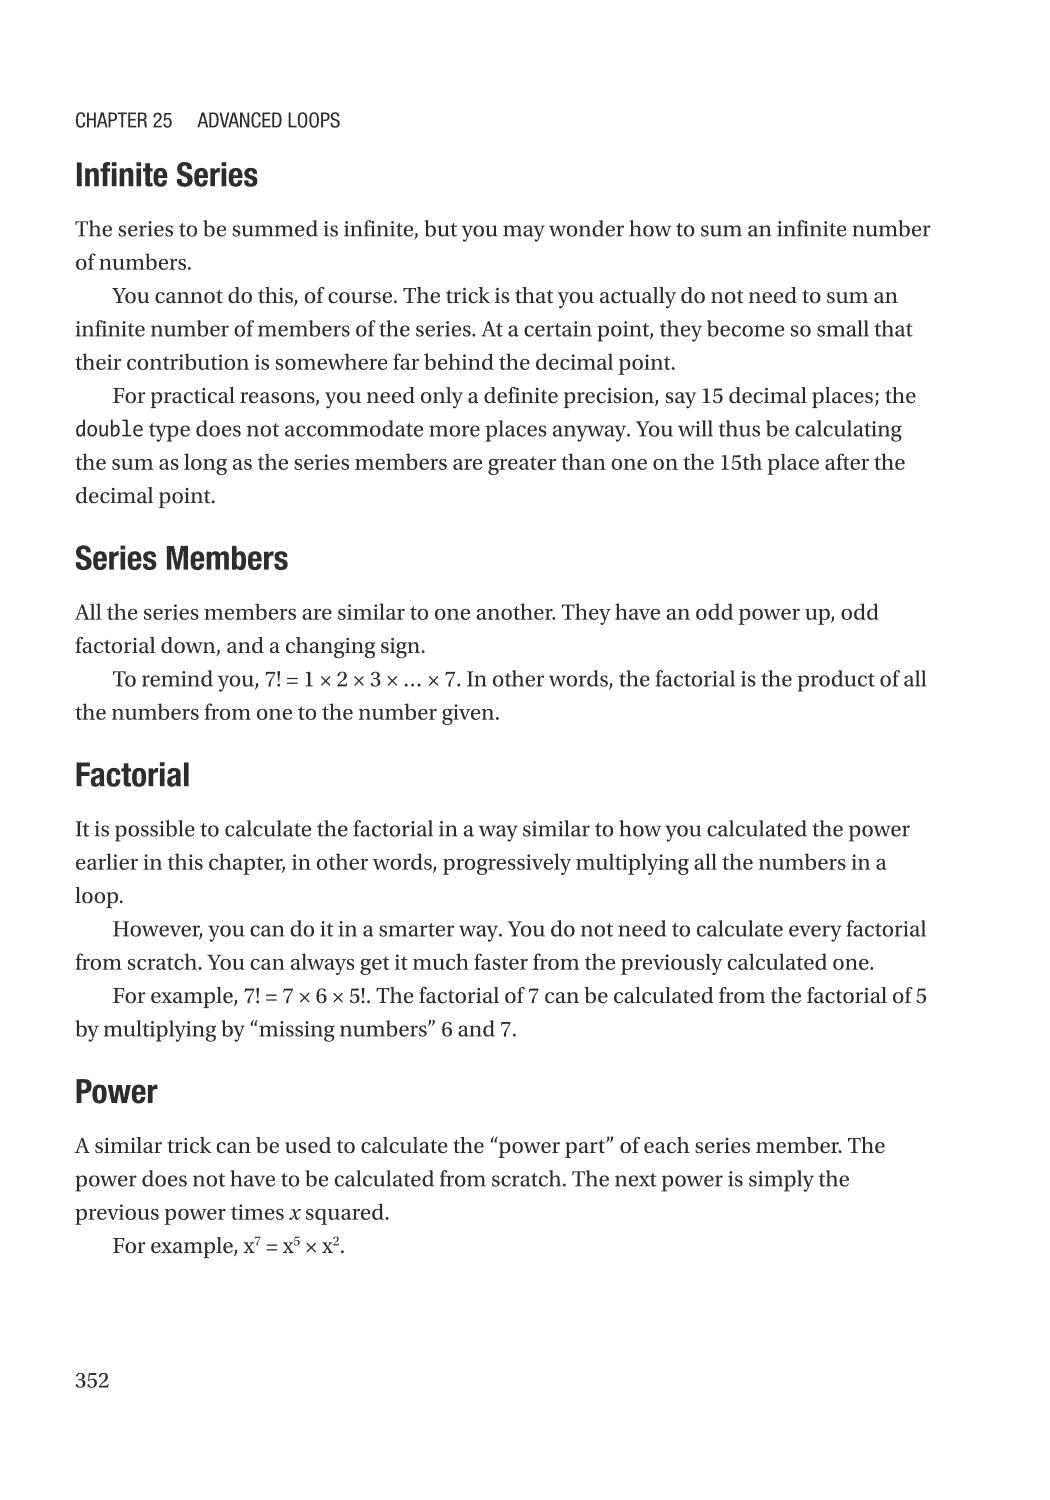 CHAPTER 25 ADVANCED LOOPS
Infinite Series
The series to be summed is infinite, but you may wonder how to sum an infinite number
of numbers.
You cannot do this, of course. The trick is that you actually do not need to sum an
infinite number of members of the series. At a certain point, they become so small that
their contribution is somewhere far behind the decimal point.
For practical reasons, you need only a definite precision, say 15 decimal places; the
double type does not accommodate more places anyway. You will thus be calculating
the sum as long as the series members are greater than one on the 15th place after the
decimal point.
Series Members
All the series members are similar to one another. They have an odd power up, odd
factorial down, and a changing sign.
To remind you, 7! = 1 × 2 × 3 × … × 7. In other words, the factorial is the product of all
the numbers from one to the number given.
Factorial
It is possible to calculate the factorial in a way similar to how you calculated the power
earlier in this chapter, in other words, progressively multiplying all the numbers in a
loop.
However, you can do it in a smarter way. You do not need to calculate every factorial
from scratch. You can always get it much faster from the previously calculated one.
For example, 7! = 7 × 6 × 5!. The factorial of 7 can be calculated from the factorial of 5
by multiplying by “missing numbers” 6 and 7.
Power
A similar trick can be used to calculate the “power part” of each series member. The
power does not have to be calculated from scratch. The next power is simply the
previous power times x squared.
For example, x⁷ = x⁵ × x².
352